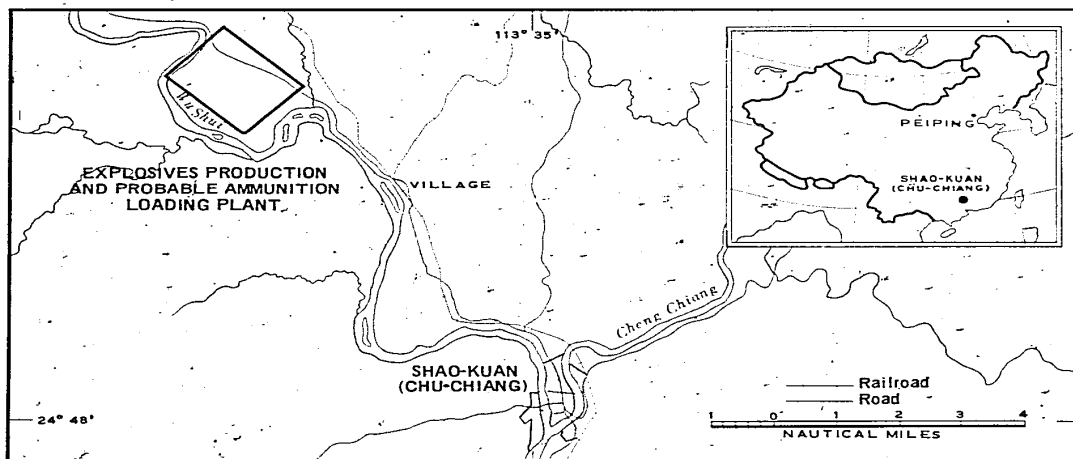 113° 35'
Wu Shui
EXPLOSIVES PRODUCTION
AND PROBABLE AMMUNITION
LOADING PLANT
VILLAGE
PEIPING
SHAO-KUAN
(CHU-CHIANG)
Cheng Chiang
SHAO-KUAN
(CHU-CHIANG)
Railroad
Road
24° 48'
1 0 1 2 3 4
NAUTICAL MILES